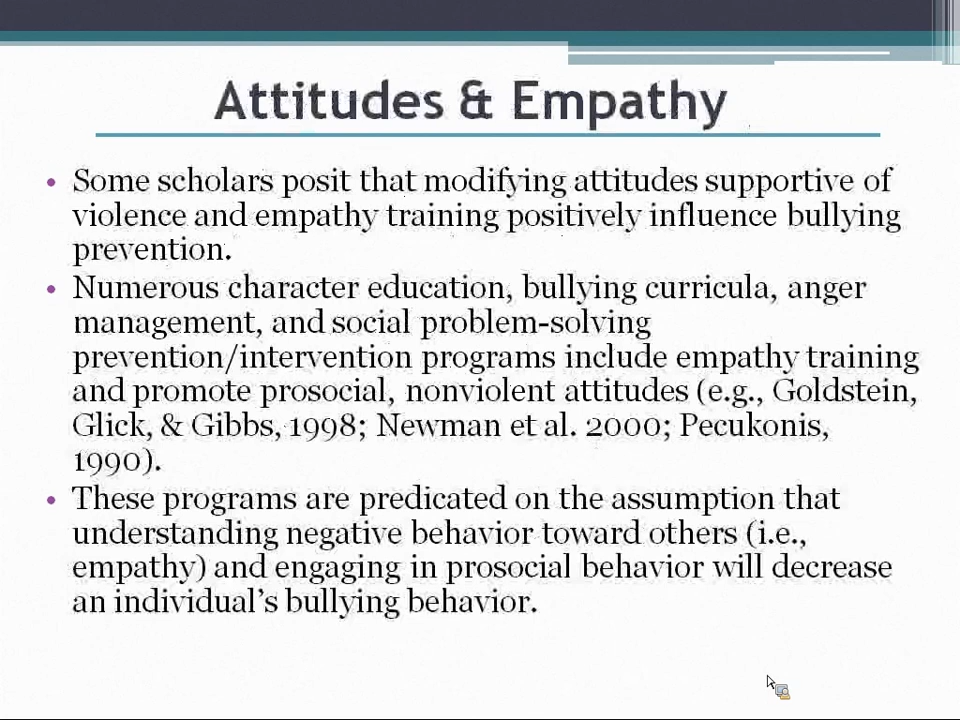 Attitudes & Empathy
• Some scholars posit that modifying attitudes supportive of
violence and empathy training positively influence bullying
prevention.
• Numerous character education, bullying curricula, anger
management, and social problem-solving
prevention/intervention programs include empathy training
and promote prosocial, nonviolent attitudes (e.g., Goldstein,
Glick, & Gibbs, 1998; Newman et al. 2000; Pecukonis,
1990).
• These programs are predicated on the assumption that
understanding negative behavior toward others (i.e.,
empathy) and engaging in prosocial behavior will decrease
an individual's bullying behavior.